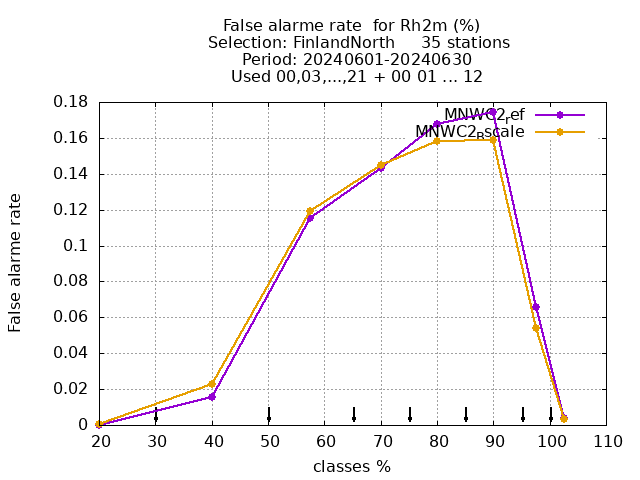 False alarme rate  for Rh2m (%)
Selection: FinlandNorth     35 stations
Period: 20240601-20240630
Used 00,03,...,21 + 00 01 ... 12
MNWC2ref
MNWC2nscale
0.18
0.16
0.14
0.12
0.1
0.08
0.06
0.04
0.02
0
False alarme rate
20 30 40 50 60 70 80 90 100 110
classes %